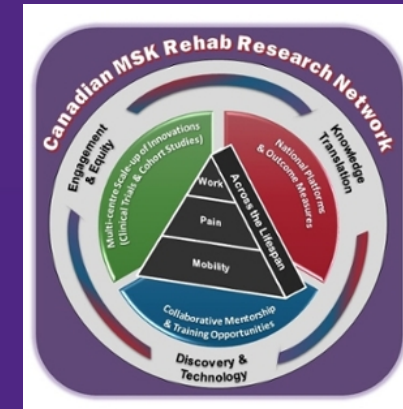 Canadian MSK Rehab Research Network
Engagement
& Equity
Knowledge
Translation
Multi-centre Scale-up of Innovations
(Clinical Trials & Cohort Studies)
National Platforms
& Outcome Measures
Work
Pain
Mobility
Across the Lifespan
Collaborative Mentorship
& Training Opportunities
Discovery &
Technology